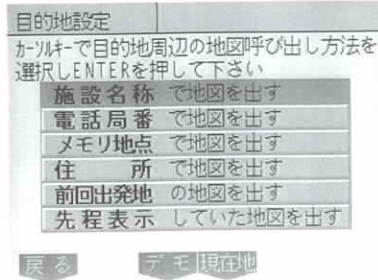 目的地設定
カーソルキーで目的地周辺の地図呼び出し方法を
選択しENTERを押して下さい
施設名称 で地図を出す
電話局番 で地図を出す
メモリ地点 で地図を出す
住 所 で地図を出す
前回出発地 の地図を出す
先程表示 していた地図を出す
戻る デモ 現在地